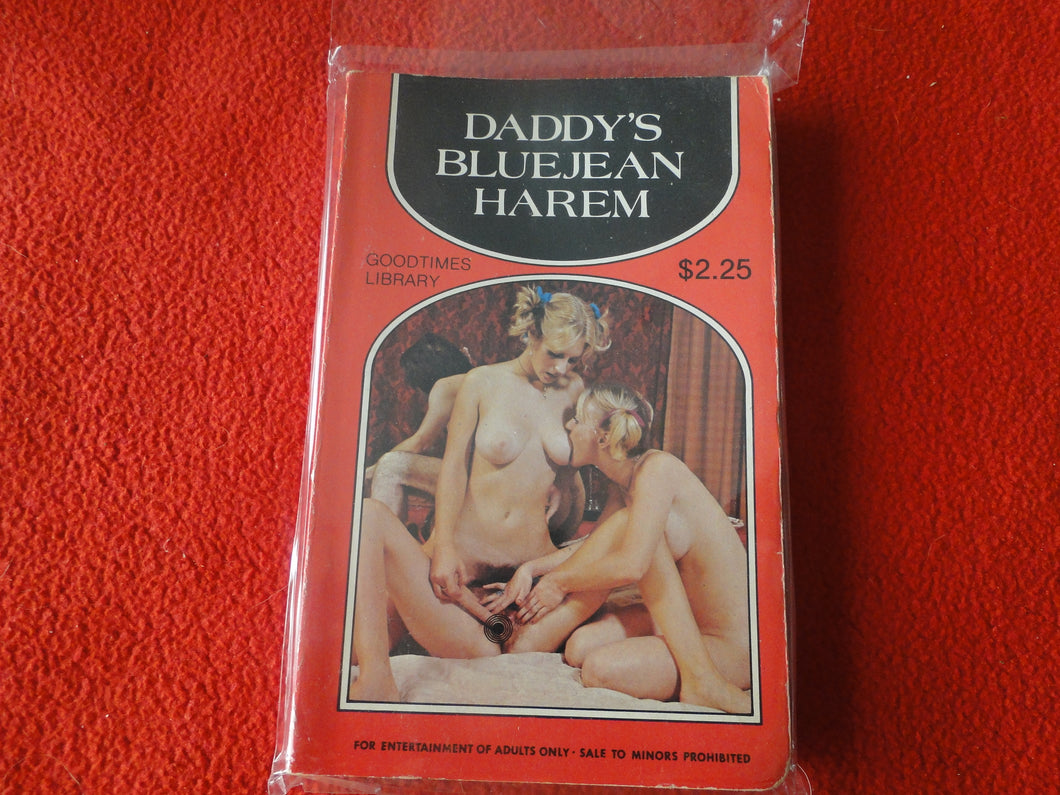 DADDY'S
BLUEJEAN
HAREM
GOODTIMES
LIBRARY
$2.25
FOR ENTERTAINMENT OF ADULTS ONLY · SALE TO MINORS PROHIBITED